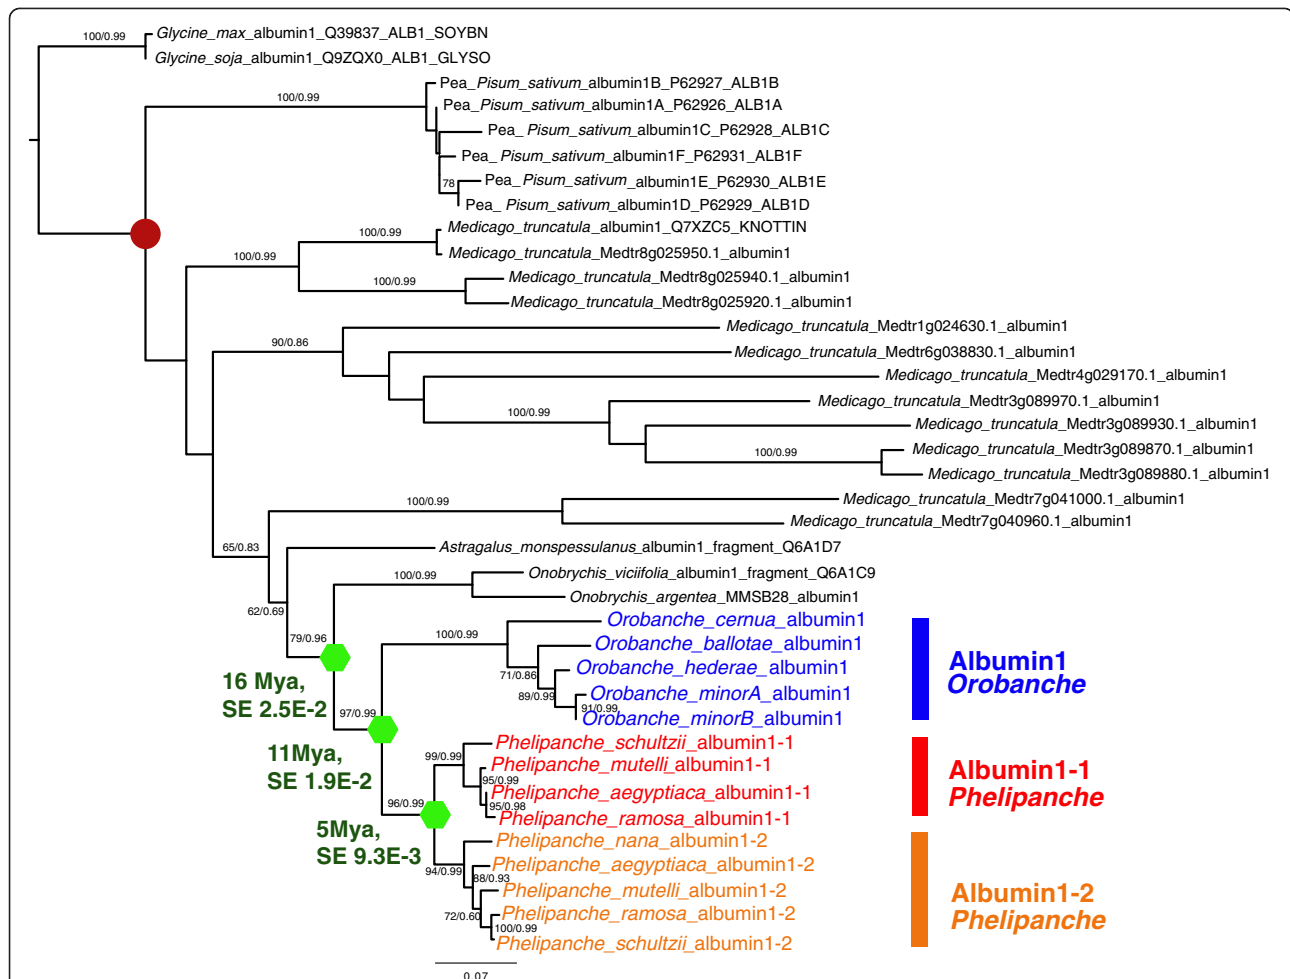 Glycine_max_albumin1_Q39837_ALB1_SOYBN
100/0.99
Glycine_soja_albumin1_Q9ZQX0_ALB1_GLYSO
Pea_Pisum_sativum_albumin1B_P62927_ALB1B
100/0.99
Pea_Pisum_sativum_albumin1A_P62926_ALB1A
Pea_ Pisum_sativum_albumin1C_P62928_ALB1C
Pea_ Pisum_sativum_albumin1F_P62931_ALB1F
78
Pea_ Pisum_sativum_albumin1E_P62930_ALB1E
Pea_ Pisum_sativum_albumin1D_P62929_ALB1D
Medicago_truncatula_albumin1_Q7XZC5_KNOTTIN
100/0.99
Medicago_truncatula_Medtr8g025950.1_albumin1
100/0.99
Medicago_truncatula_Medtr8g025940.1_albumin1
100/0.99
Medicago_truncatula_Medtr8g025920.1_albumin1
Medicago_truncatula_Medtr1g024630.1_albumin1
90/0.86
Medicago_truncatula_Medtr6g038830.1_albumin1
Medicago_truncatula_Medtr4g029170.1_albumin1
Medicago_truncatula_Medtr3g089970.1_albumin1
100/0.99
Medicago_truncatula_Medtr3g089930.1_albumin1
Medicago_truncatula_Medtr3g089870.1_albumin1
100/0.99
Medicago_truncatula_Medtr3g089880.1_albumin1
Medicago_truncatula_Medtr7g041000.1_albumin1
100/0.99
Medicago_truncatula_Medtr7g040960.1_albumin1
65/0.83
Astragalus_monspessulanus_albumin1_fragment_Q6A1D7
Onobrychis_viciifolia_albumin1_fragment_Q6A1C9
100/0.99
Onobrychis_argentea_MMSB28_albumin1
62/0.69
79/0.96
Orobanche_cernua_albumin1
100/0.99
Orobanche_ballotae_albumin1
71/0.86
Orobanche_hederae_albumin1
89/0.99
Orobanche_minorA_albumin1
91/0.99
Orobanche_minorB_albumin1
Albumin1
Orobanche
16 Mya,
SE 2.5E-2
97/0.99
11Mya,
SE 1.9E-2
Phelipanche_schultzii_albumin1-1
99/0.99
Phelipanche_mutelli_albumin1-1
95/0.99
Phelipanche_aegyptiaca_albumin1-1
95/0.98
Phelipanche_ramosa_albumin1-1
Albumin1-1
Phelipanche
96/0.99
5Mya,
SE 9.3E-3
Phelipanche_nana_albumin1-2
94/0.99
Phelipanche_aegyptiaca_albumin1-2
88/0.93
Phelipanche_mutelli_albumin1-2
72/0.60
Phelipanche_ramosa_albumin1-2
100/0.99
Phelipanche_schultzii_albumin1-2
Albumin1-2
Phelipanche
0.07